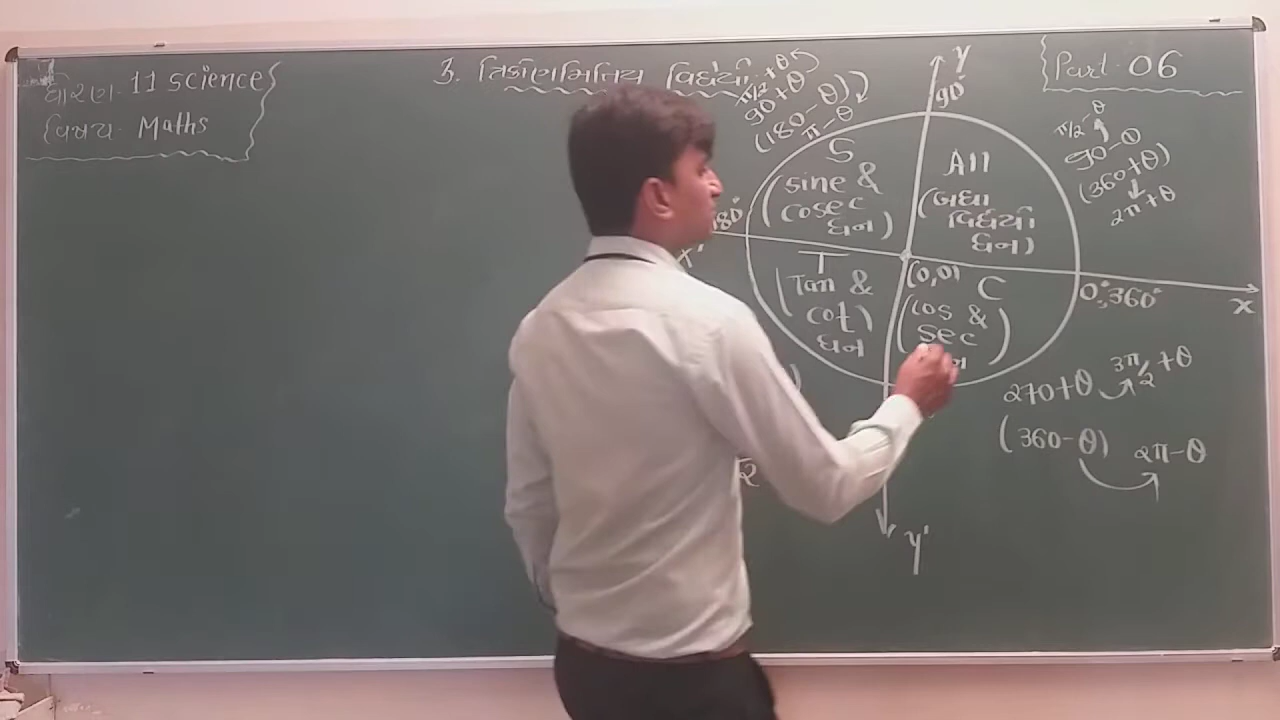 ધોરણ. 11 science
વિષય. Maths
3. ત્રિકોણમિતિય વિધેયો
Part. 06
π/2 + θ
90 + θ
(180 - θ)
π - θ
Y
90°
π/2 - θ
90 - θ
(360 + θ)
2π + θ
S
(sine &
cosec
ધન)
All
(બધા
વિધેયો
ધન)
180°
X'
(0,0)
0°, 360°
X
T
(Tan &
cot)
ધન
C
(cos &
sec
270 + θ
3π/2 + θ
(360 - θ)
2π - θ
Y'